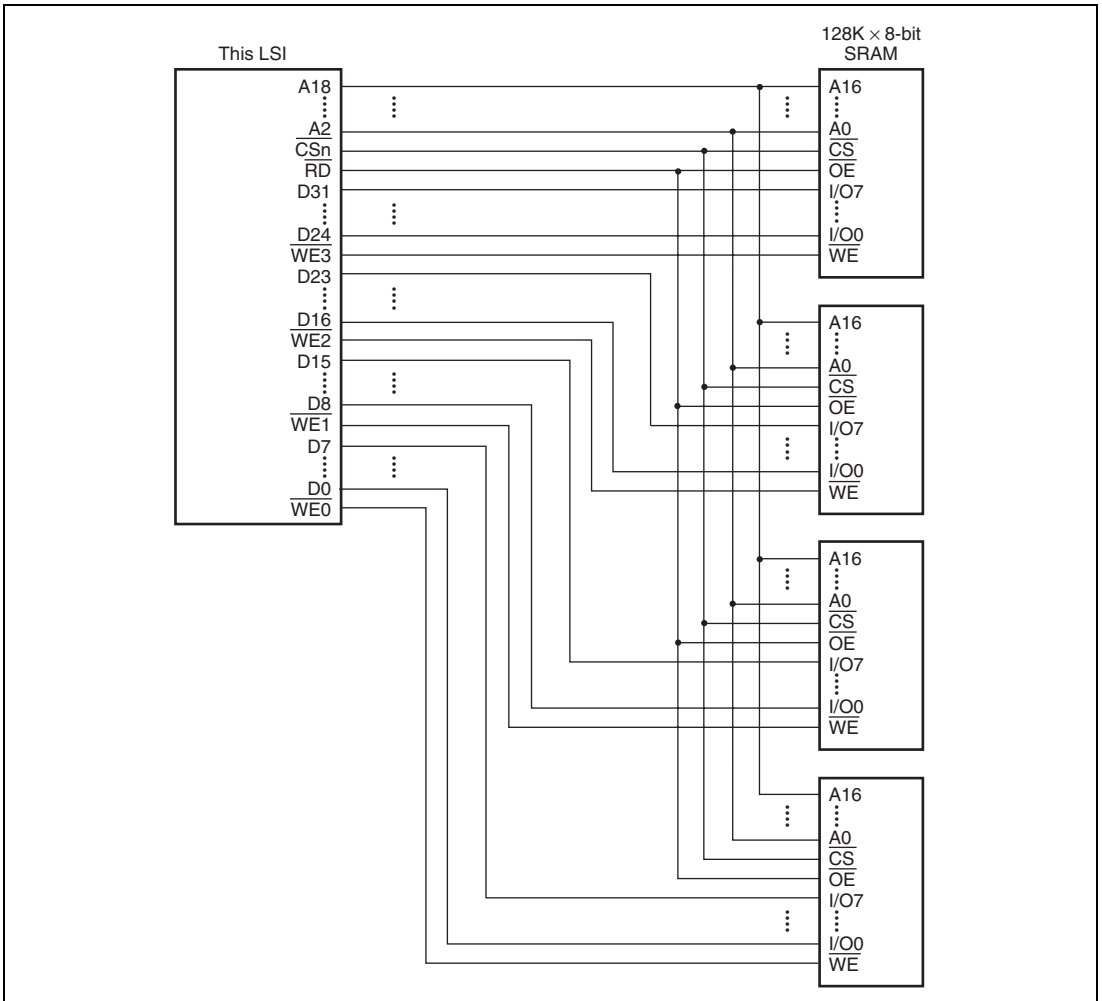 This LSI
A18
A2
CSn
RD
D31
D24
WE3
D23
D16
WE2
D15
D8
WE1
D7
D0
WE0
128K × 8-bit
SRAM
A16
A0
CS
OE
I/O7
I/O0
WE
A16
A0
CS
OE
I/O7
I/O0
WE
A16
A0
CS
OE
I/O7
I/O0
WE
A16
A0
CS
OE
I/O7
I/O0
WE